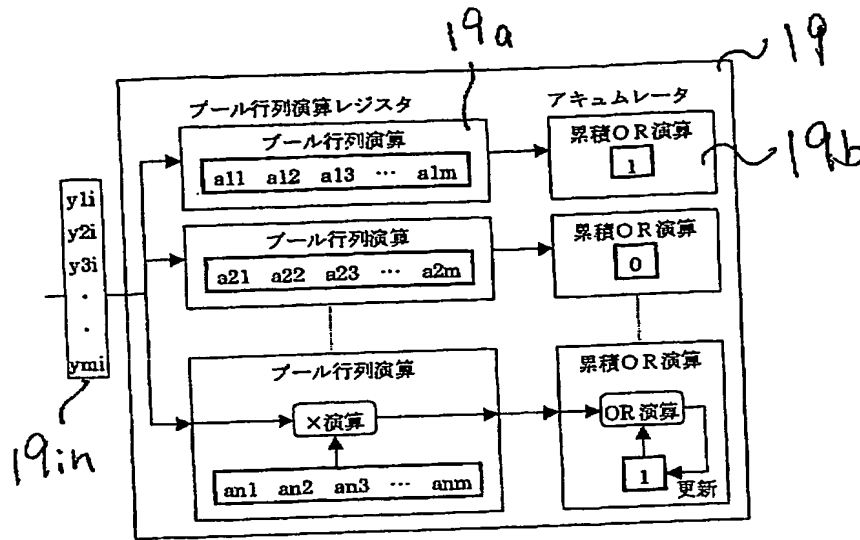 19a
19
ブール行列演算レジスタ
アキュムレータ
ブール行列演算
a11 a12 a13 … a1m
累積OR演算
1
19b
y1i
y2i
y3i
・
・
ymi
ブール行列演算
a21 a22 a23 … a2m
累積OR演算
0
ブール行列演算
×演算
an1 an2 an3 … anm
累積OR演算
OR演算
1
更新
19in